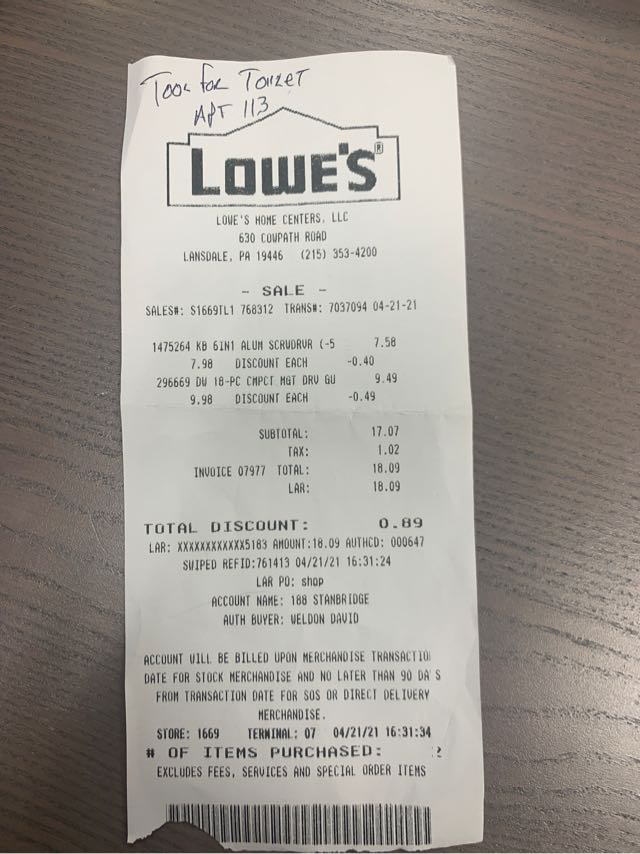 Took for Tonzet
APT 113
LOWE'S®
LOWE'S HOME CENTERS, LLC
630 COWPATH ROAD
LANSDALE, PA 19446 (215) 353-4200
- SALE -
SALES#: S1669TL1 768312 TRANS#: 7037094 04-21-21
1475264 KB 6IN1 ALUM SCRWDRVR (-5 7.58
7.98 DISCOUNT EACH -0.40
296669 DW 18-PC CMPCT MGT DRV GU 9.49
9.98 DISCOUNT EACH -0.49
SUBTOTAL: 17.07
TAX: 1.02
INVOICE 07977 TOTAL: 18.09
LAR: 18.09
TOTAL DISCOUNT: 0.89
LAR: XXXXXXXXXXXX5183 AMOUNT:18.09 AUTHCD: 000647
SWIPED REFID:761413 04/21/21 16:31:24
LAR PO: shop
ACCOUNT NAME: 188 STANBRIDGE
AUTH BUYER: WELDON DAVID
ACCOUNT WILL BE BILLED UPON MERCHANDISE TRANSACTIO
DATE FOR STOCK MERCHANDISE AND NO LATER THAN 90 DA S
FROM TRANSACTION DATE FOR SOS OR DIRECT DELIVERY
MERCHANDISE.
STORE: 1669 TERMINAL: 07 04/21/21 16:31:34
# OF ITEMS PURCHASED: 2
EXCLUDES FEES, SERVICES AND SPECIAL ORDER ITEMS